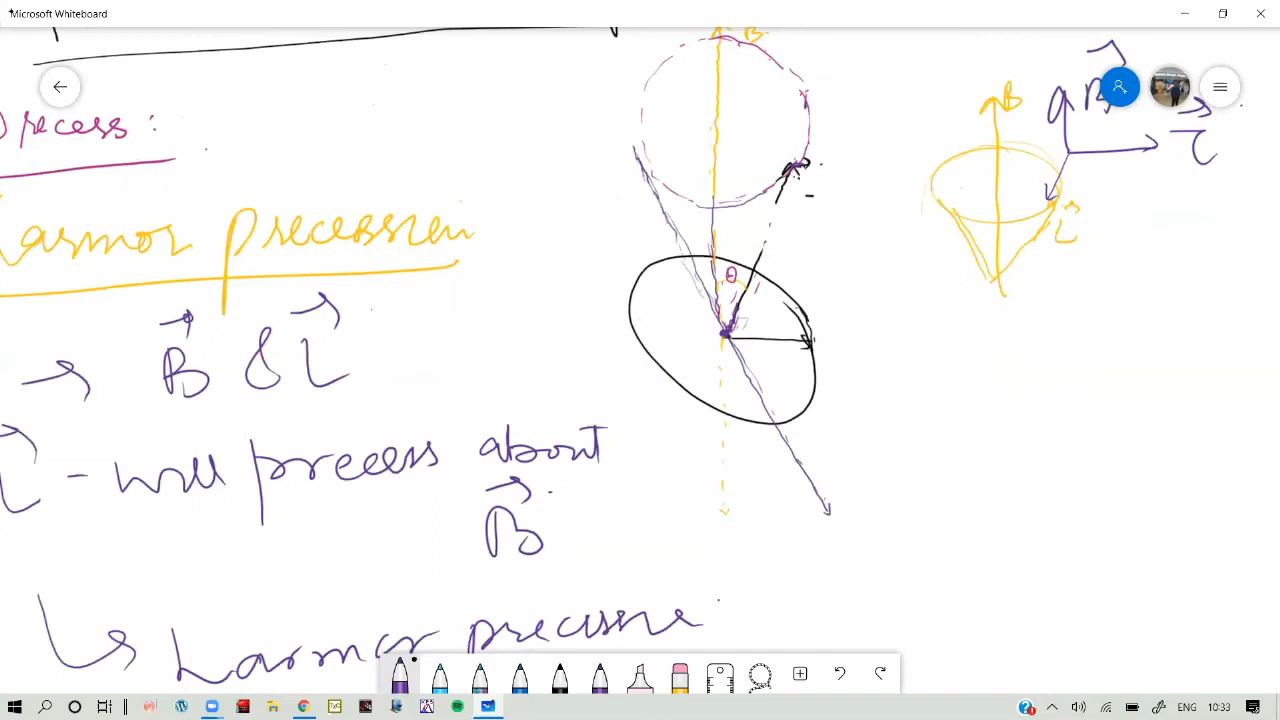 Microsoft Whiteboard
precess:
Larmor precession
→ B & L
L - will precess about
B
↳ Larmor precession
B
θ
B
B
τ
L
ENG
10:33